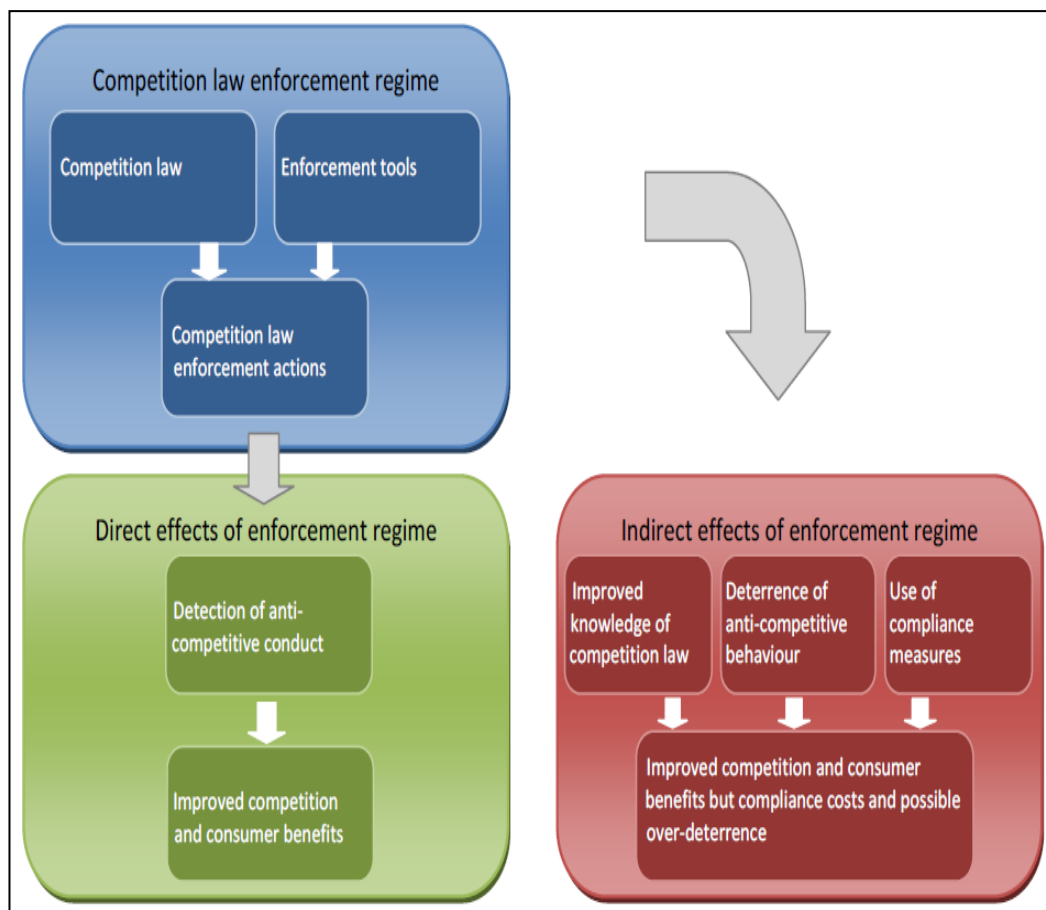 Competition law enforcement regime
Competition law
Enforcement tools
Competition law
enforcement actions
Direct effects of enforcement regime
Detection of anti-
competitive conduct
Improved competition
and consumer benefits
Indirect effects of enforcement regime
Improved
knowledge of
competition law
Deterrence of
anti-competitive
behaviour
Use of
compliance
measures
Improved competition and consumer
benefits but compliance costs and possible
over-deterrence